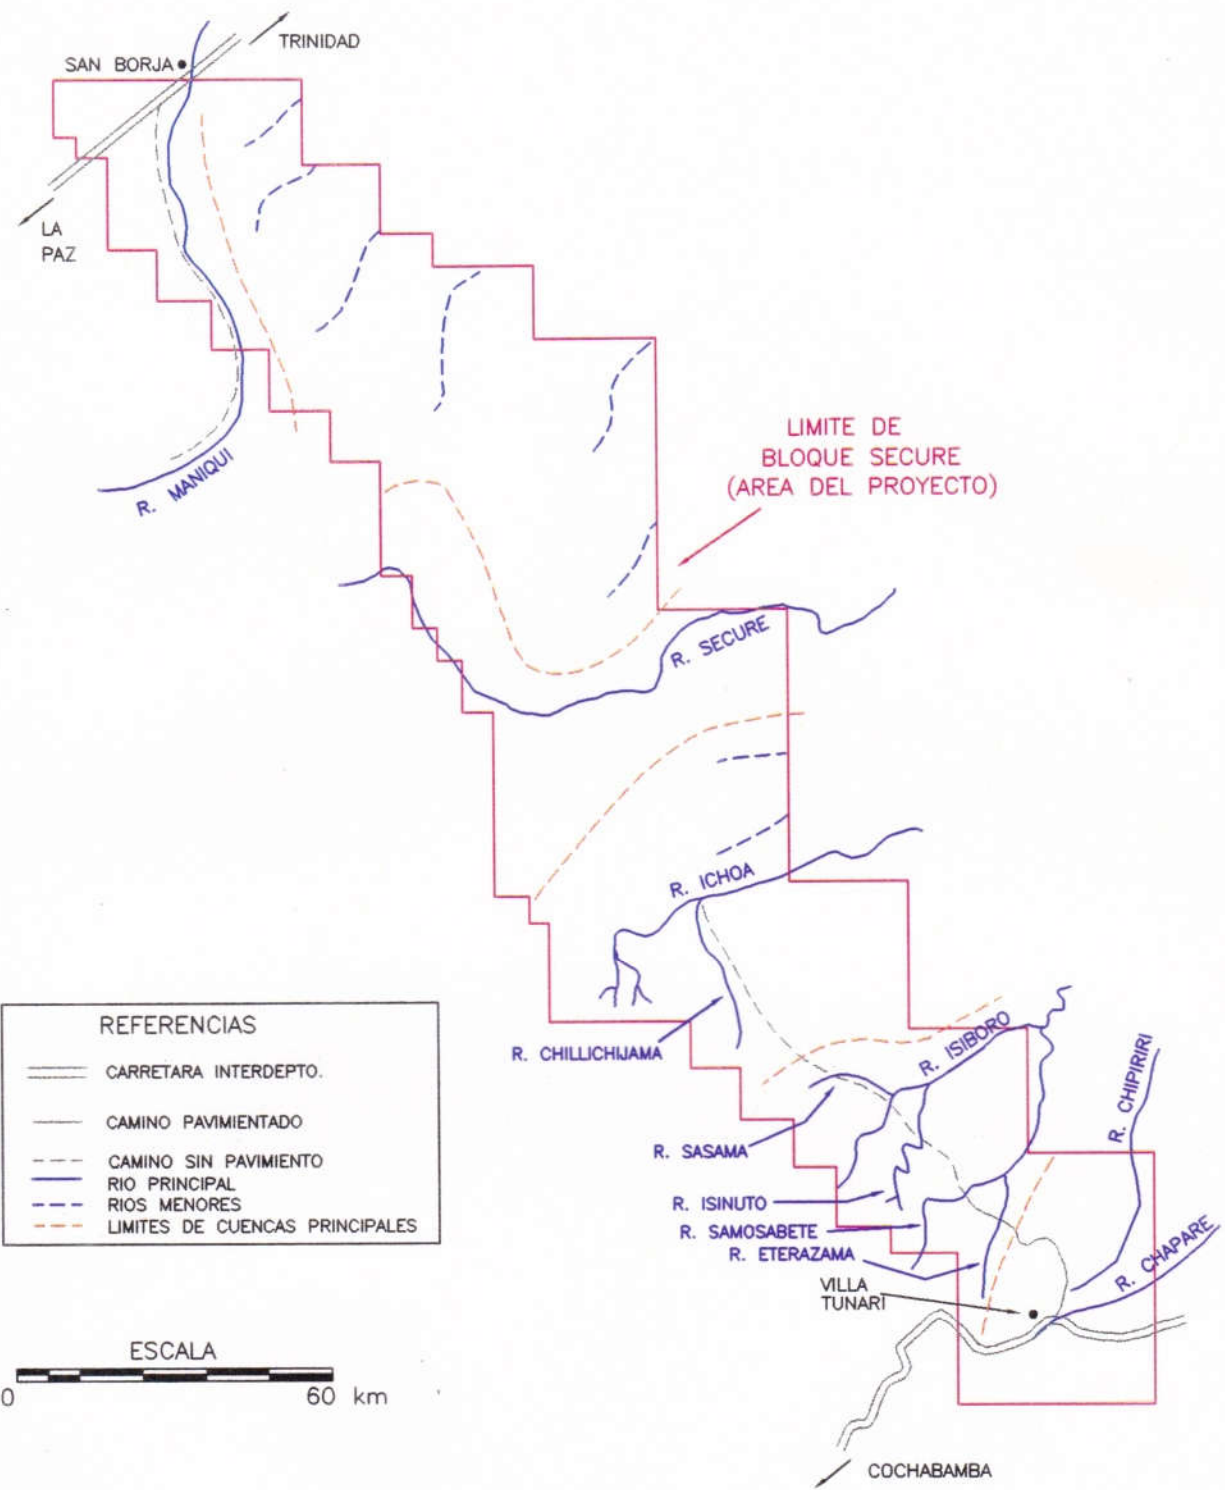 TRINIDAD
SAN BORJA
LA
PAZ
R. MANIQUI
LIMITE DE
BLOQUE SECURE
(AREA DEL PROYECTO)
R. SECURE
R. ICHOA
R. CHILLICHIJAMA
R. ISIBORO
R. CHIPIRIRI
R. SASAMA
R. ISINUTO
R. SAMOSABETE
R. ETERAZAMA
R. CHAPARE
VILLA
TUNARI
COCHABAMBA
REFERENCIAS
CARRETARA INTERDEPTO.
CAMINO PAVIMIENTADO
CAMINO SIN PAVIMIENTO
RIO PRINCIPAL
RIOS MENORES
LIMITES DE CUENCAS PRINCIPALES
ESCALA
0 60 km